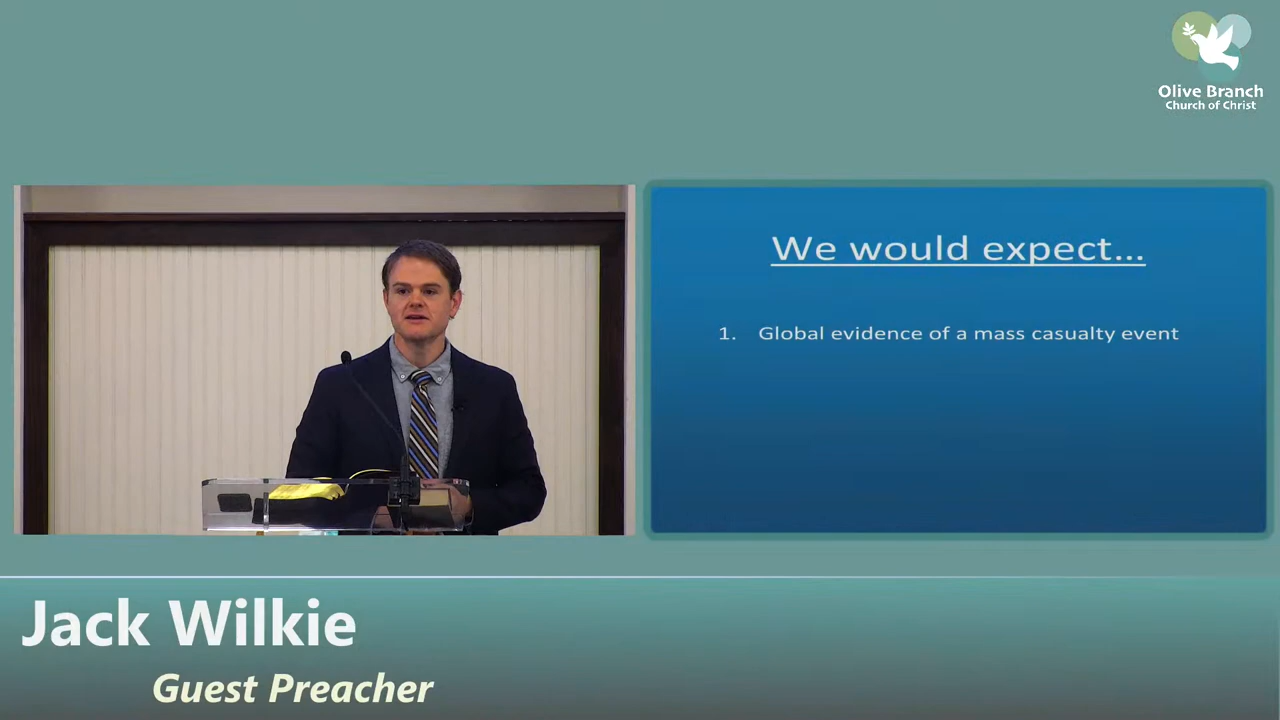 Olive Branch
Church of Christ
We would expect...
1. Global evidence of a mass casualty event
Jack Wilkie
Guest Preacher